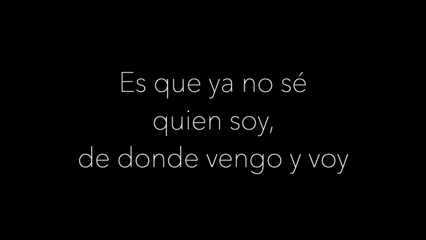 Es que ya no sé
quien soy,
de donde vengo y voy